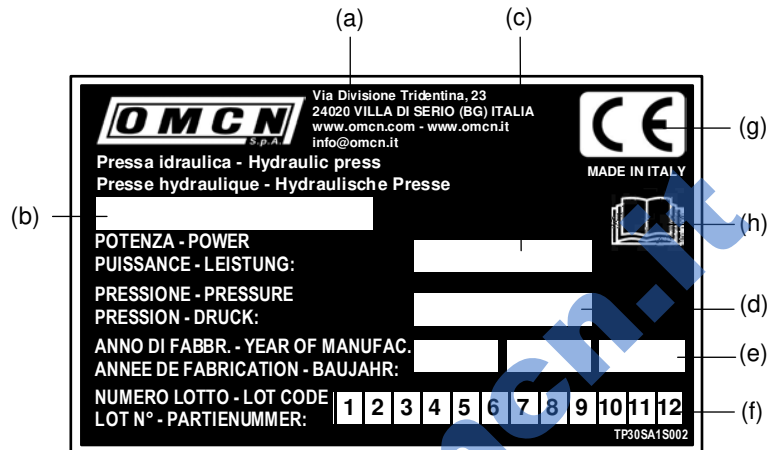 (a)
(c)
OMCN
S.p.A.
Via Divisione Tridentina, 23
24020 VILLA DI SERIO (BG) ITALIA
www.omcn.com - www.omcn.it
info@omcn.it
CE
(g)
MADE IN ITALY
Pressa idraulica - Hydraulic press
Presse hydraulique - Hydraulische Presse
(b)
(h)
POTENZA - POWER
PUISSANCE - LEISTUNG:
PRESSIONE - PRESSURE
PRESSION - DRUCK:
(d)
ANNO DI FABBR. - YEAR OF MANUFAC.
ANNEE DE FABRICATION - BAUJAHR:
(e)
NUMERO LOTTO - LOT CODE
LOT N° - PARTIENUMMER:
1 2 3 4 5 6 7 8 9 10 11 12
(f)
TP30SA1S002
mcn.it